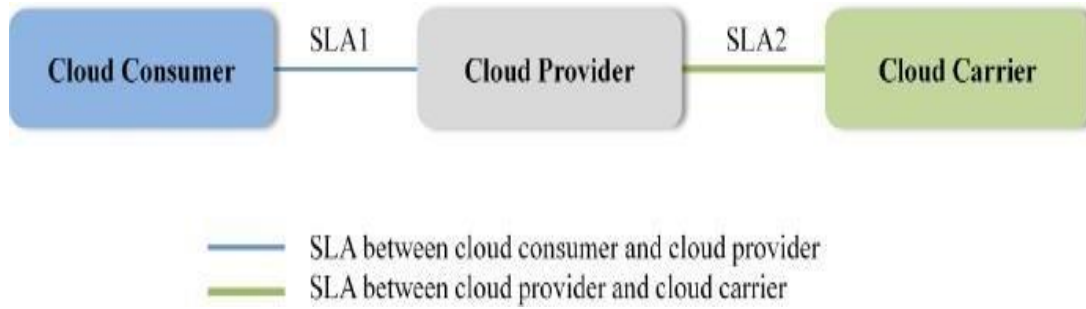 SLA1
SLA2
Cloud Consumer
Cloud Provider
Cloud Carrier
SLA between cloud consumer and cloud provider
SLA between cloud provider and cloud carrier